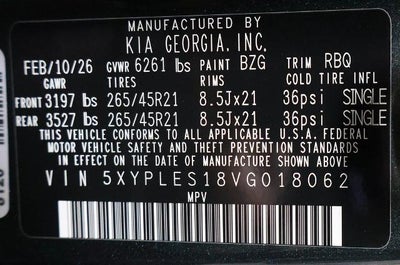 MANUFACTURED BY
KIA GEORGIA, INC.
FEB/10/26 GVWR 6261 lbs PAINT BZG TRIM RBQ
GAWR TIRES RIMS COLD TIRE INFL
FRONT 3197 lbs 265/45R21 8.5Jx21 36psi SINGLE
REAR 3527 lbs 265/45R21 8.5Jx21 36psi SINGLE
THIS VEHICLE CONFORMS TO ALL APPLICABLE U.S.A. FEDERAL
MOTOR VEHICLE SAFETY AND THEFT PREVENTION STANDARDS
IN EFFECT ON THE DATE OF MANUFACTURE SHOWN ABOVE
VIN 5XYPLES18VG018062
MPV